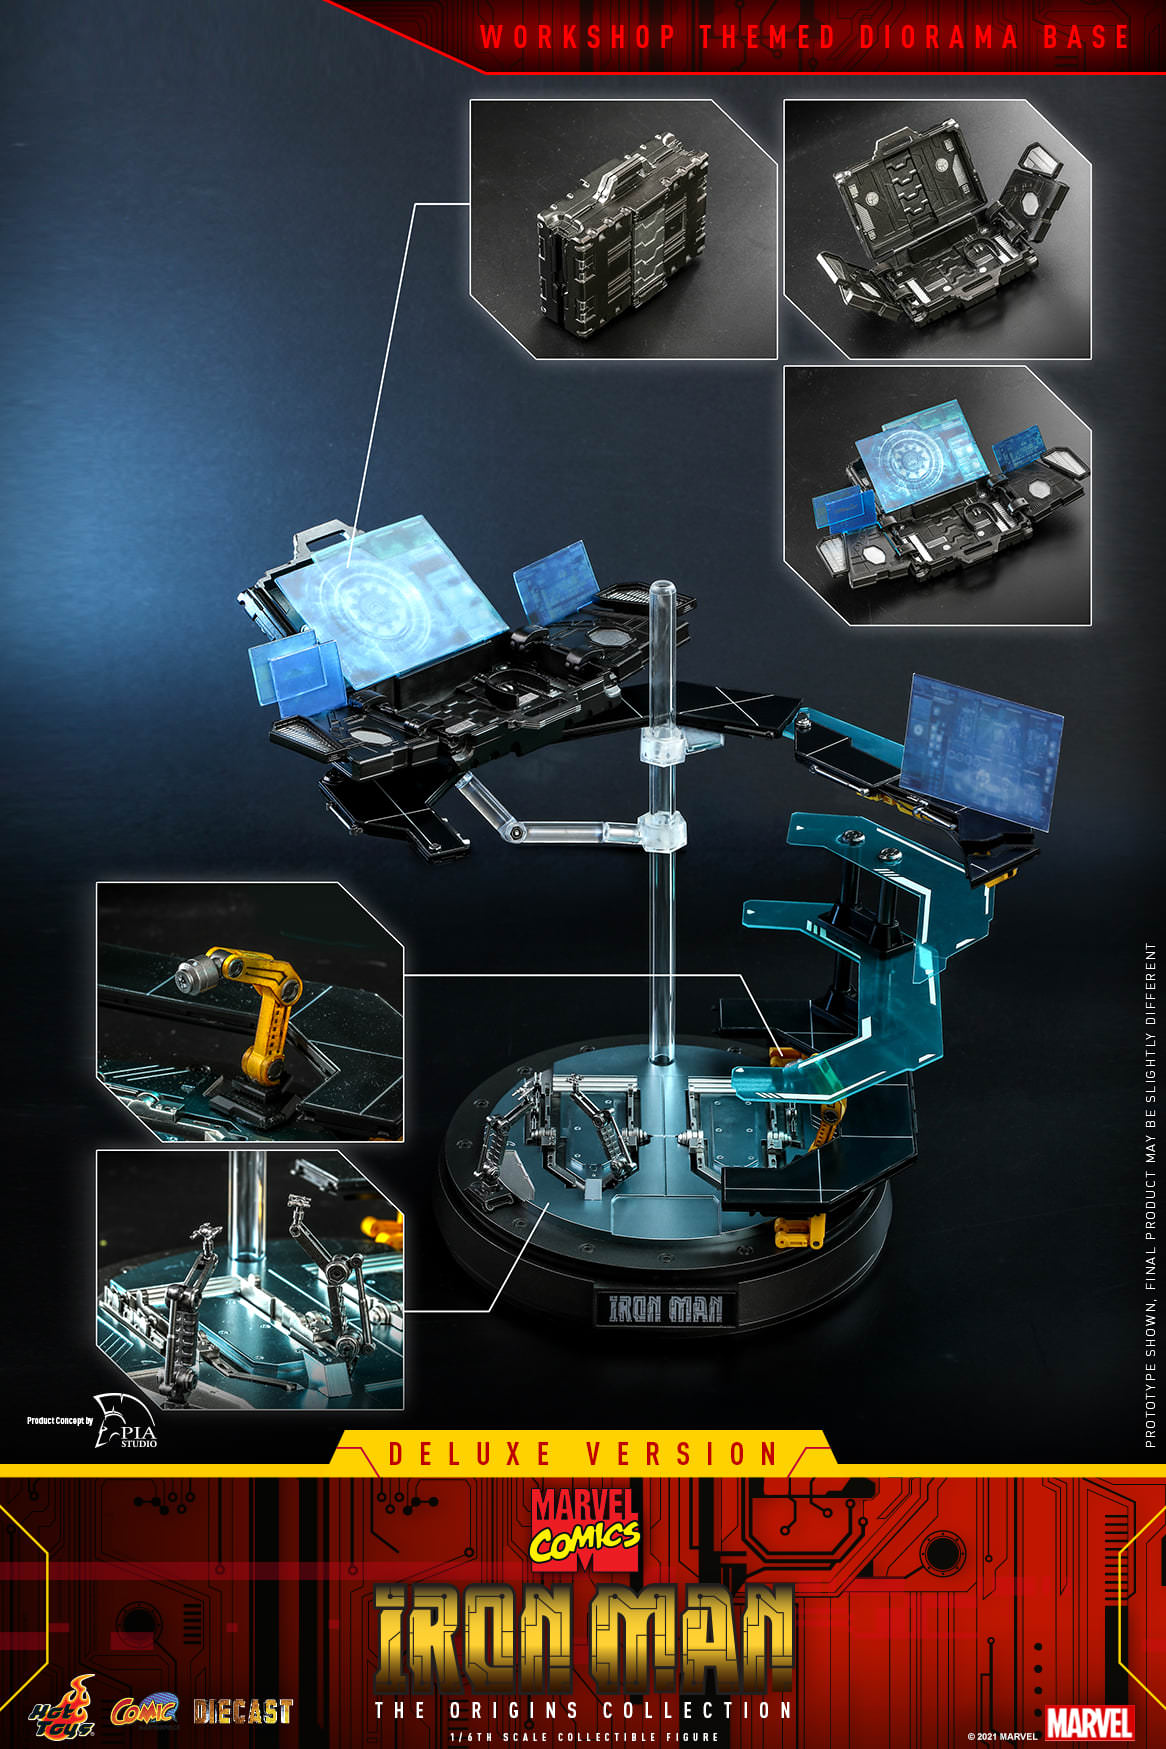 WORKSHOP THEMED DIORAMA BASE
IRON MAN
PROTOTYPE SHOWN, FINAL PRODUCT MAY BE SLIGHTLY DIFFERENT
Product Concept by
PIA
STUDIO
DELUXE VERSION
MARVEL
COMICS
IRON MAN
THE ORIGINS COLLECTION
1/6TH SCALE COLLECTIBLE FIGURE
HOT TOYS
COMIC
DIECAST
© 2021 MARVEL
MARVEL